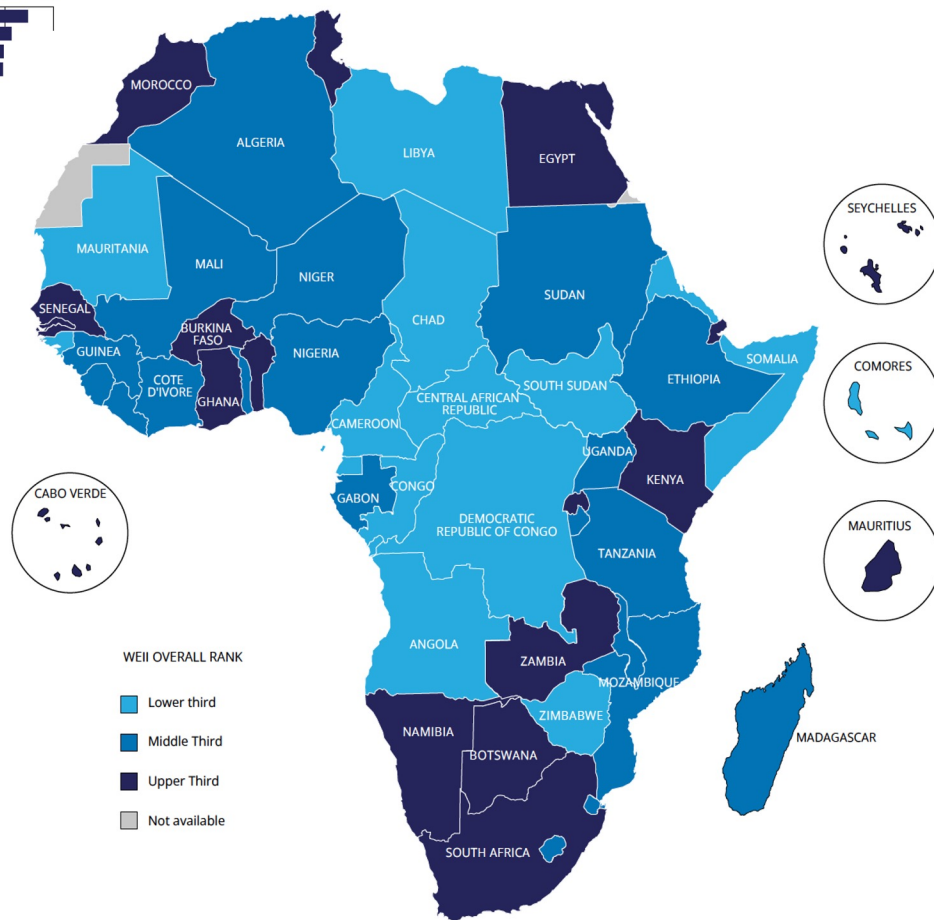 MOROCCO
ALGERIA
LIBYA
EGYPT
MAURITANIA
MALI
NIGER
SUDAN
CHAD
SEYCHELLES
SENEGAL
BURKINA
FASO
GUINEA
COTE
D'IVORE
GHANA
NIGERIA
SOUTH SUDAN
ETHIOPIA
SOMALIA
COMORES
CENTRAL AFRICAN
REPUBLIC
CAMEROON
UGANDA
KENYA
GABON
CONGO
CABO VERDE
DEMOCRATIC
REPUBLIC OF CONGO
TANZANIA
MAURITIUS
ANGOLA
ZAMBIA
MOZAMBIQUE
ZIMBABWE
NAMIBIA
BOTSWANA
MADAGASCAR
SOUTH AFRICA
WEII OVERALL RANK
Lower third
Middle Third
Upper Third
Not available